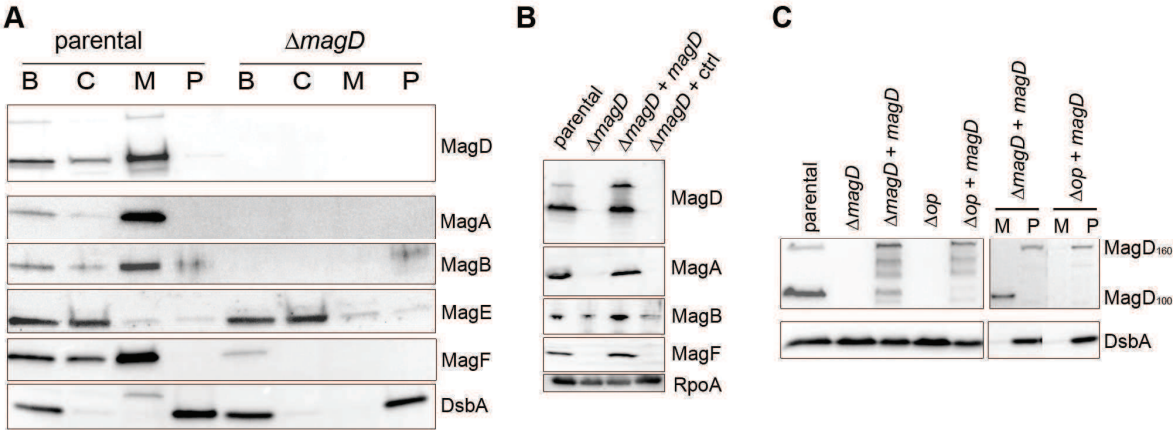 A
parental ΔmagD
B C M P B C M P
MagD
MagA
MagB
MagE
MagF
DsbA
B
parental
ΔmagD
ΔmagD + magD
ΔmagD + ctrl
MagD
MagA
MagB
MagF
RpoA
C
parental
ΔmagD
ΔmagD + magD
Δop
Δop + magD
ΔmagD + magD
Δop + magD
M P M P
MagD160
MagD100
DsbA